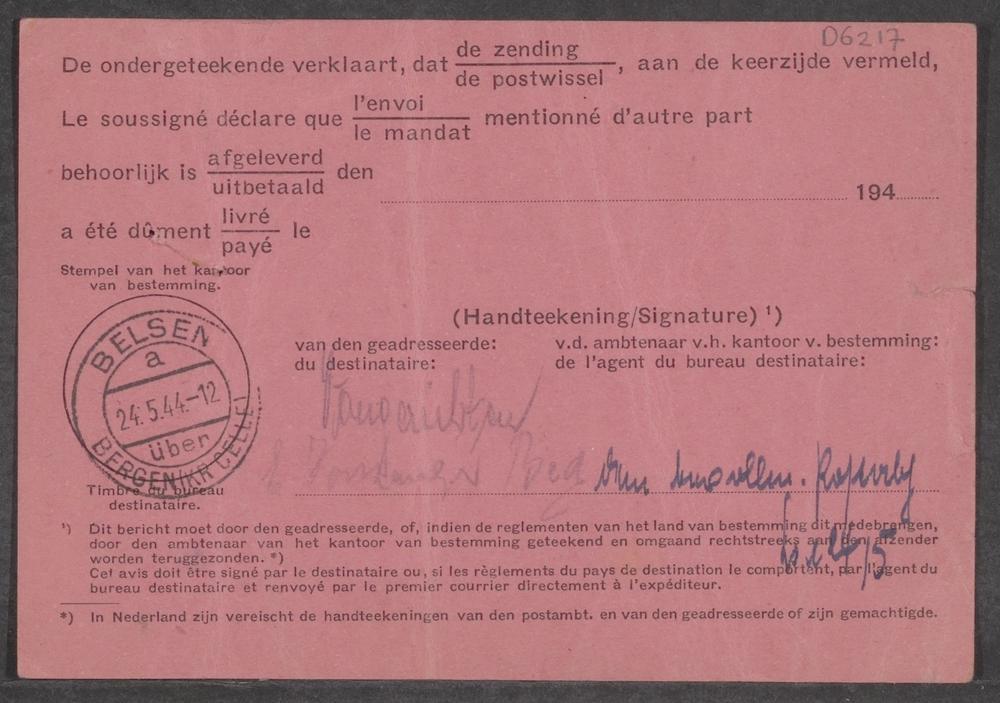 D6217
De ondergeteekende verklaart, dat de zending / de postwissel, aan de keerzijde vermeld,
Le soussigné déclare que l'envoi / le mandat mentionné d'autre part
behoorlijk is afgeleverd / uitbetaald den 194
a été dûment livré / payé le
Stempel van het kantoor
van bestemming.
BELSEN
a
24.5.44.-12
über
BERGEN(KR CELLE)
Timbre du bureau
destinataire.
(Handteekening/Signature) ¹)
van den geadresseerde:
du destinataire:
v.d. ambtenaar v.h. kantoor v. bestemming:
de l'agent du bureau destinataire:
24/5
¹) Dit bericht moet door den geadresseerde, of, indien de reglementen van het land van bestemming dit medebrengen,
door den ambtenaar van het kantoor van bestemming geteekend en omgaand rechtstreeks aan den afzender
worden teruggezonden. *)
Cet avis doit être signé par le destinataire ou, si les règlements du pays de destination le comportent, par l'agent du
bureau destinataire et renvoyé par le premier courrier directement à l'expéditeur.
*) In Nederland zijn vereischt de handteekeningen van den postambt. en van den geadresseerde of zijn gemachtigde.